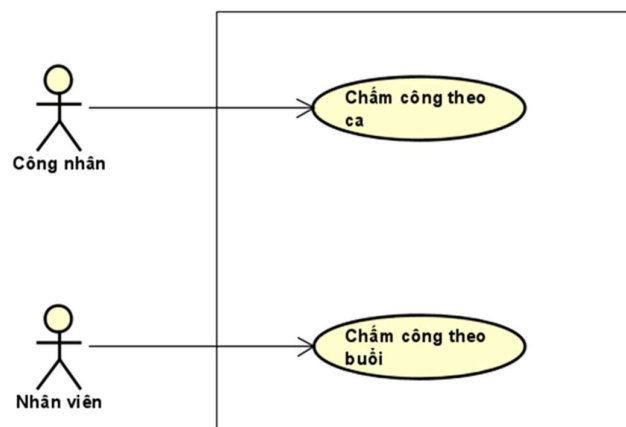 Chấm công theo
ca
Công nhân
Chấm công theo
buổi
Nhân viên